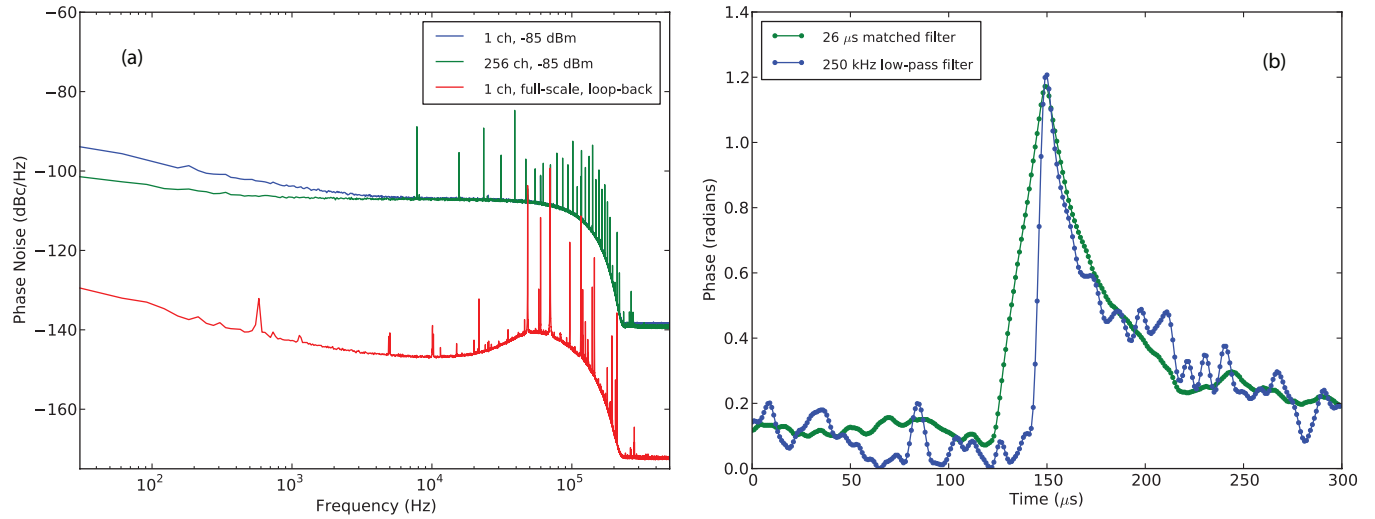 (a)
1 ch, -85 dBm
256 ch, -85 dBm
1 ch, full-scale, loop-back
−60
−80
−100
−120
−140
−160
Phase Noise (dBc/Hz)
10²
10³
10⁴
10⁵
Frequency (Hz)
(b)
26 μs matched filter
250 kHz low-pass filter
1.4
1.2
1.0
0.8
0.6
0.4
0.2
0.0
Phase (radians)
0
50
100
150
200
250
300
Time (μs)